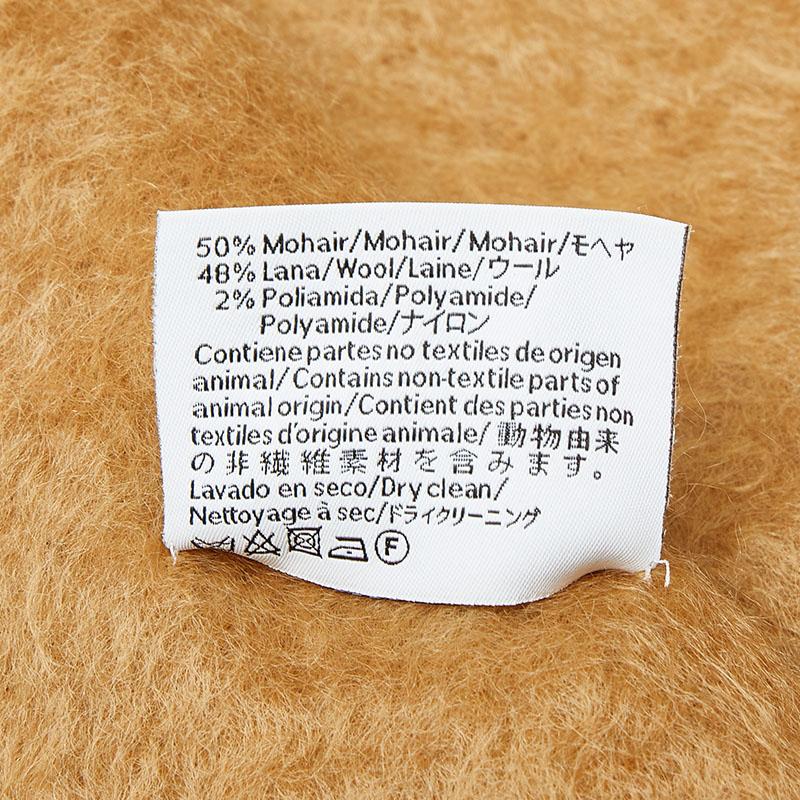 50% Mohair/Mohair/Mohair/モヘヤ
48% Lana/Wool/Laine/ウール
2% Poliamida/Polyamide/
Polyamide/ナイロン
Contiene partes no textiles de origen
animal/Contains non-textile parts of
animal origin/Contient des parties non
textiles d'origine animale/動物由来
の非繊維素材を含みます。
Lavado en seco/Dry clean/
Nettoyage à sec/ドライクリーニング
F